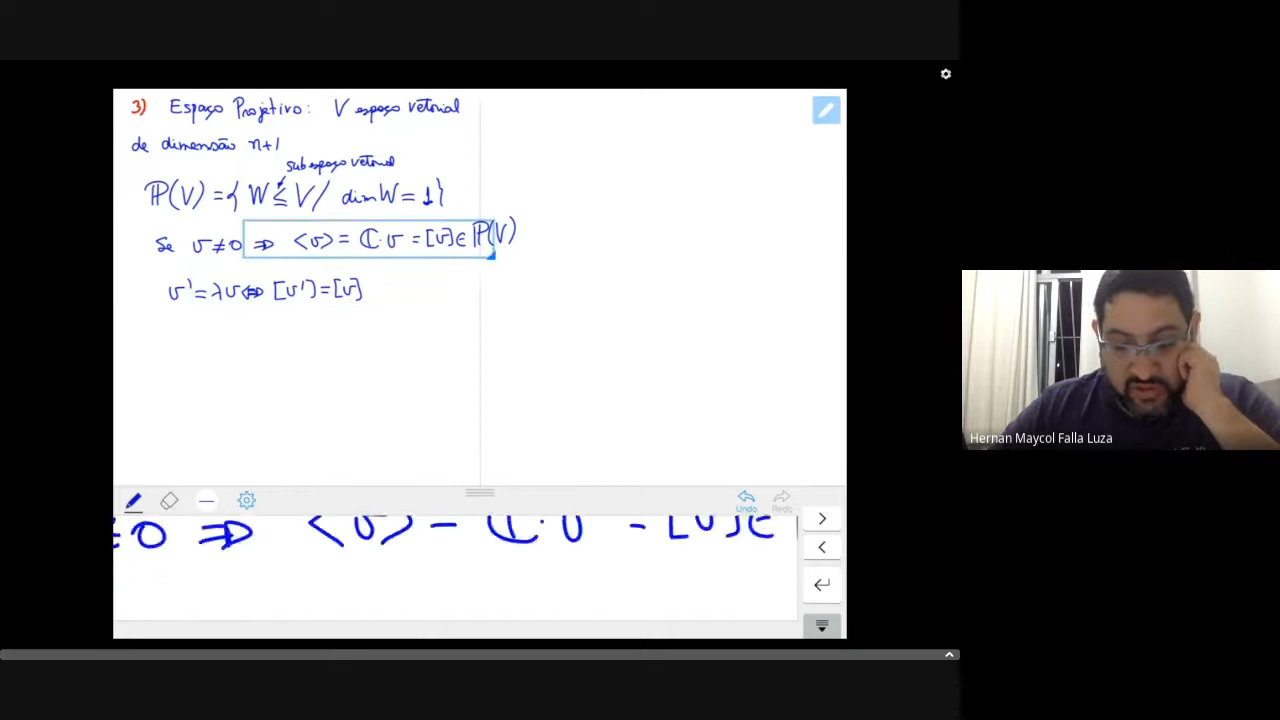 3) Espaço Projetivo: V espaço vetorial
de dimensão n+1
subespaço vetorial
ℙ(V) = { W ≤ V / dim W = 1 }
Se v ≠ 0 ⇒ <v> = ℂ·v = [v] ∈ ℙ(V)
v' = λv ⇔ [v'] = [v]
Undo
Redo
≠ 0 ⇒ <v> = ℂ·v = [v] ∈
Hernan Maycol Falla Luza